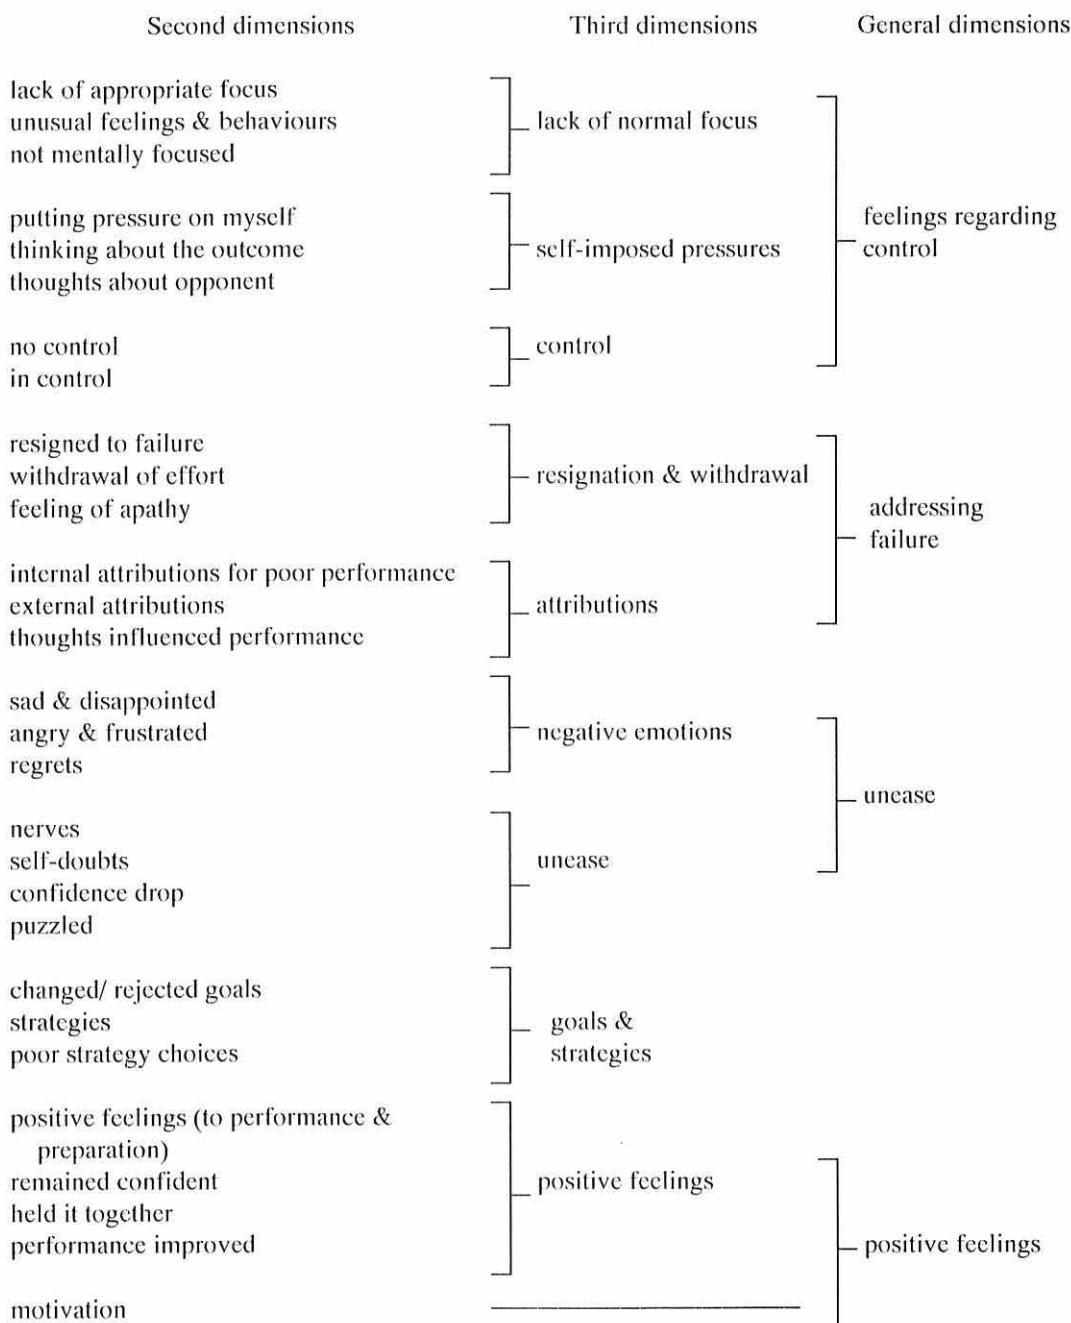 Second dimensions Third dimensions General dimensions
lack of appropriate focus
unusual feelings & behaviours
not mentally focused
lack of normal focus
putting pressure on myself
thinking about the outcome
thoughts about opponent
self-imposed pressures
feelings regarding
control
no control
in control
control
resigned to failure
withdrawal of effort
feeling of apathy
resignation & withdrawal
addressing
failure
internal attributions for poor performance
external attributions
thoughts influenced performance
attributions
sad & disappointed
angry & frustrated
regrets
negative emotions
unease
nerves
self-doubts
confidence drop
puzzled
unease
changed/ rejected goals
strategies
poor strategy choices
goals &
strategies
positive feelings (to performance &
preparation)
remained confident
held it together
performance improved
positive feelings
positive feelings
motivation